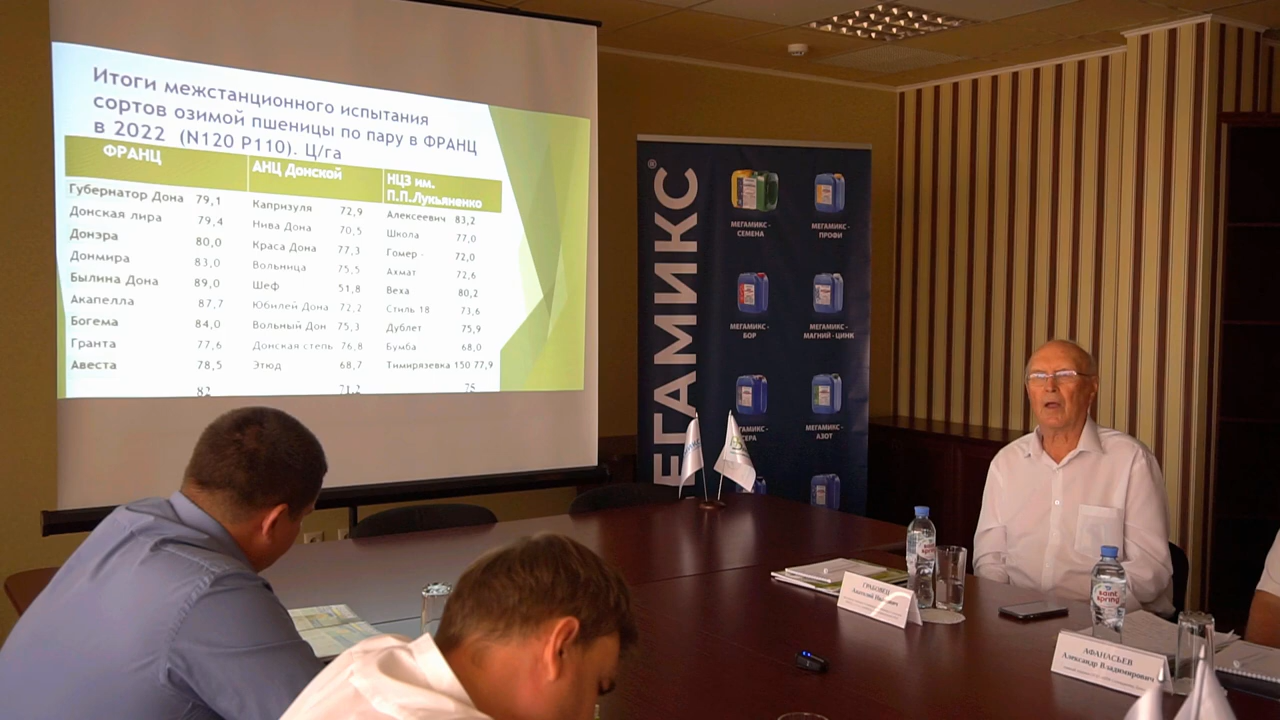 Итоги межстанционного испытания
сортов озимой пшеницы по пару в ФРАНЦ
в 2022 (N120 P110). Ц/га
ФРАНЦ
Губернатор Дона 79,1
Донская лира 79,4
Донэра 80,0
Донмира 83,0
Былина Дона 89,0
Акапелла 87,7
Богема 84,0
Гранта 77,6
Авеста 78,5
82
АНЦ Донской
Капризуля 72,9
Нива Дона 70,5
Краса Дона 77,3
Вольница 75,5
Шеф 51,8
Юбилей Дона 72,2
Вольный Дон 75,3
Донская степь 76,8
Этюд 68,7
71,2
НЦЗ им.
П.П.Лукьяненко
Алексеевич 83,2
Школа 77,0
Гомер - 72,0
Ахмат 72,6
Веха 80,2
Стиль 18 73,6
Дублет 75,9
Бумба 68,0
Тимирязевка 150 77,9
75
ЕГАМИКС®
МЕГАМИКС -
СЕМЕНА
МЕГАМИКС -
ПРОФИ
МЕГАМИКС -
БОР
МЕГАМИКС -
МАГНИЙ - ЦИНК
МИКС -
СЕРА
МЕГАМИКС -
АЗОТ
ГРАБОВЕЦ
Анатолий
saint
spring
АФАНАСЬЕВ
Александр Владимирович